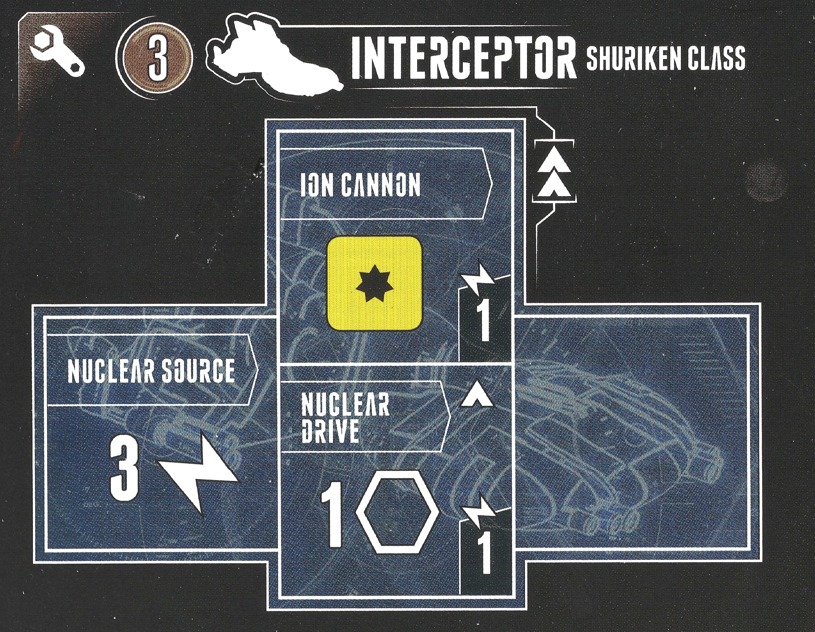 3 INTERCEPTOR SHURIKEN CLASS
ION CANNON
1
NUCLEAR SOURCE
3
NUCLEAR
DRIVE
1
1